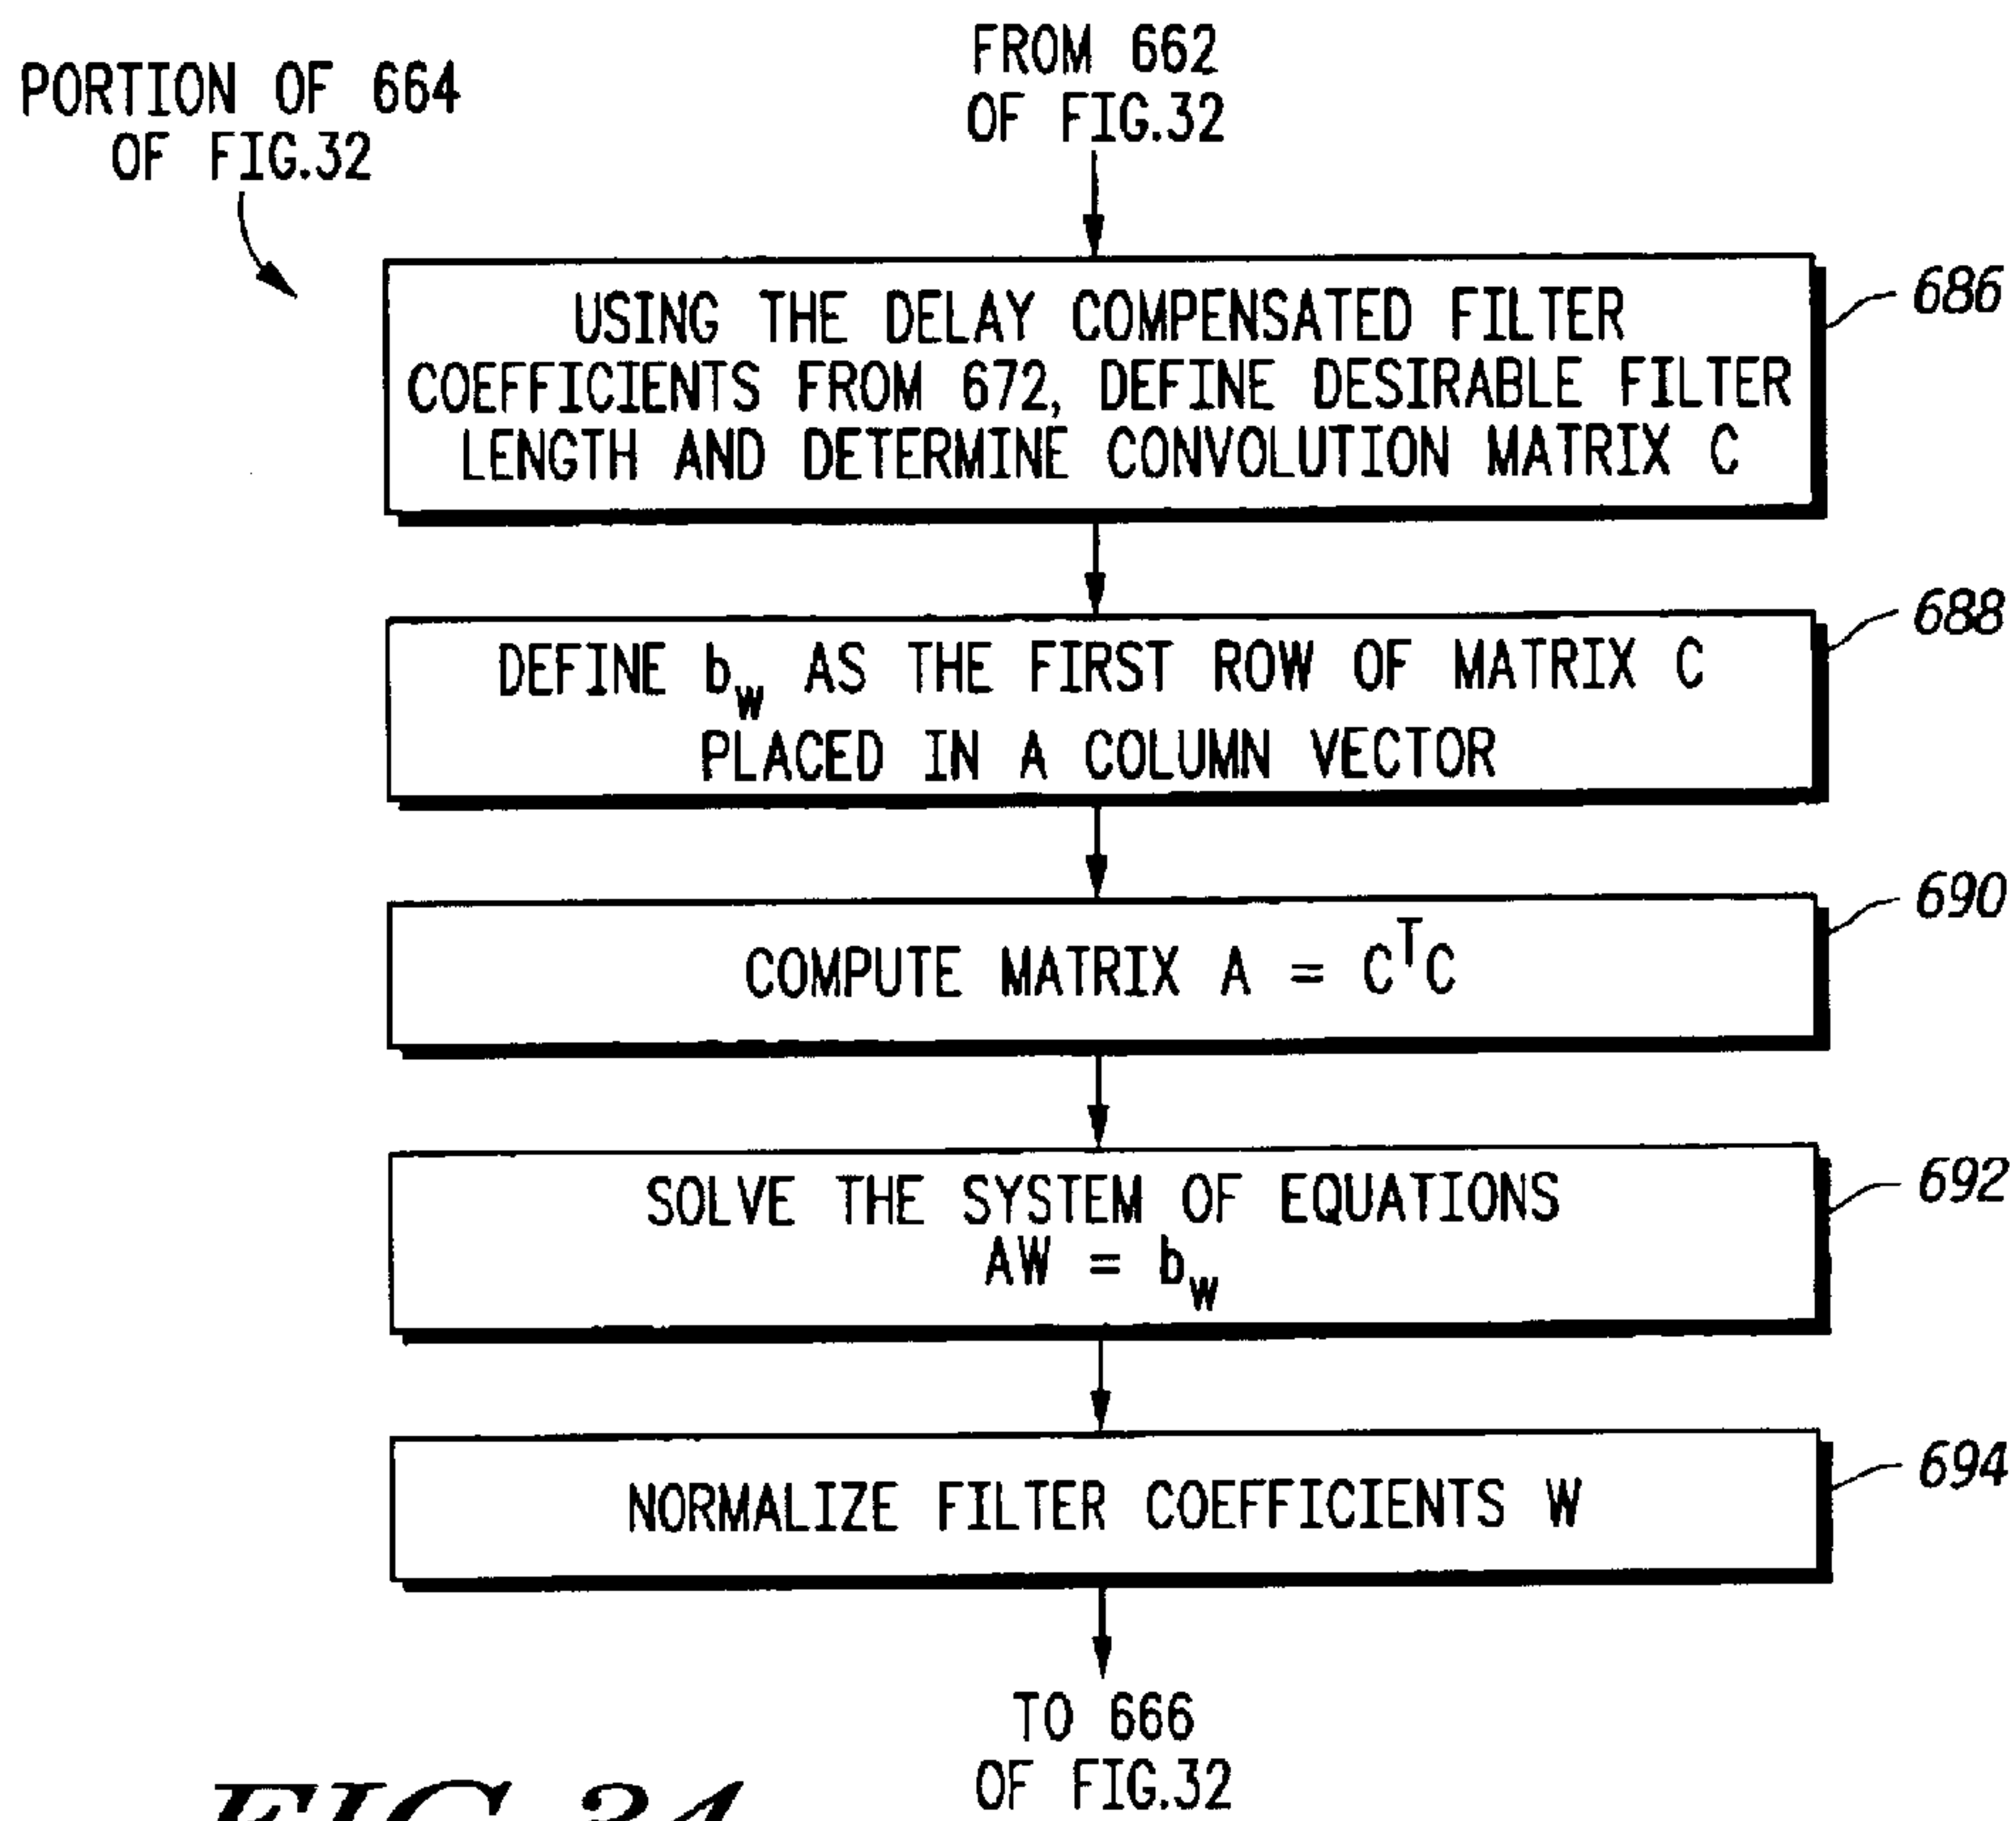 PORTION OF 664
OF FIG.32
FROM 662
OF FIG.32
USING THE DELAY COMPENSATED FILTER
COEFFICIENTS FROM 672, DEFINE DESIRABLE FILTER
LENGTH AND DETERMINE CONVOLUTION MATRIX C
686
DEFINE b_w AS THE FIRST ROW OF MATRIX C
PLACED IN A COLUMN VECTOR
688
COMPUTE MATRIX A = C^T C
690
SOLVE THE SYSTEM OF EQUATIONS
AW = b_w
692
NORMALIZE FILTER COEFFICIENTS W
694
TO 666
OF FIG.32
FIG.34